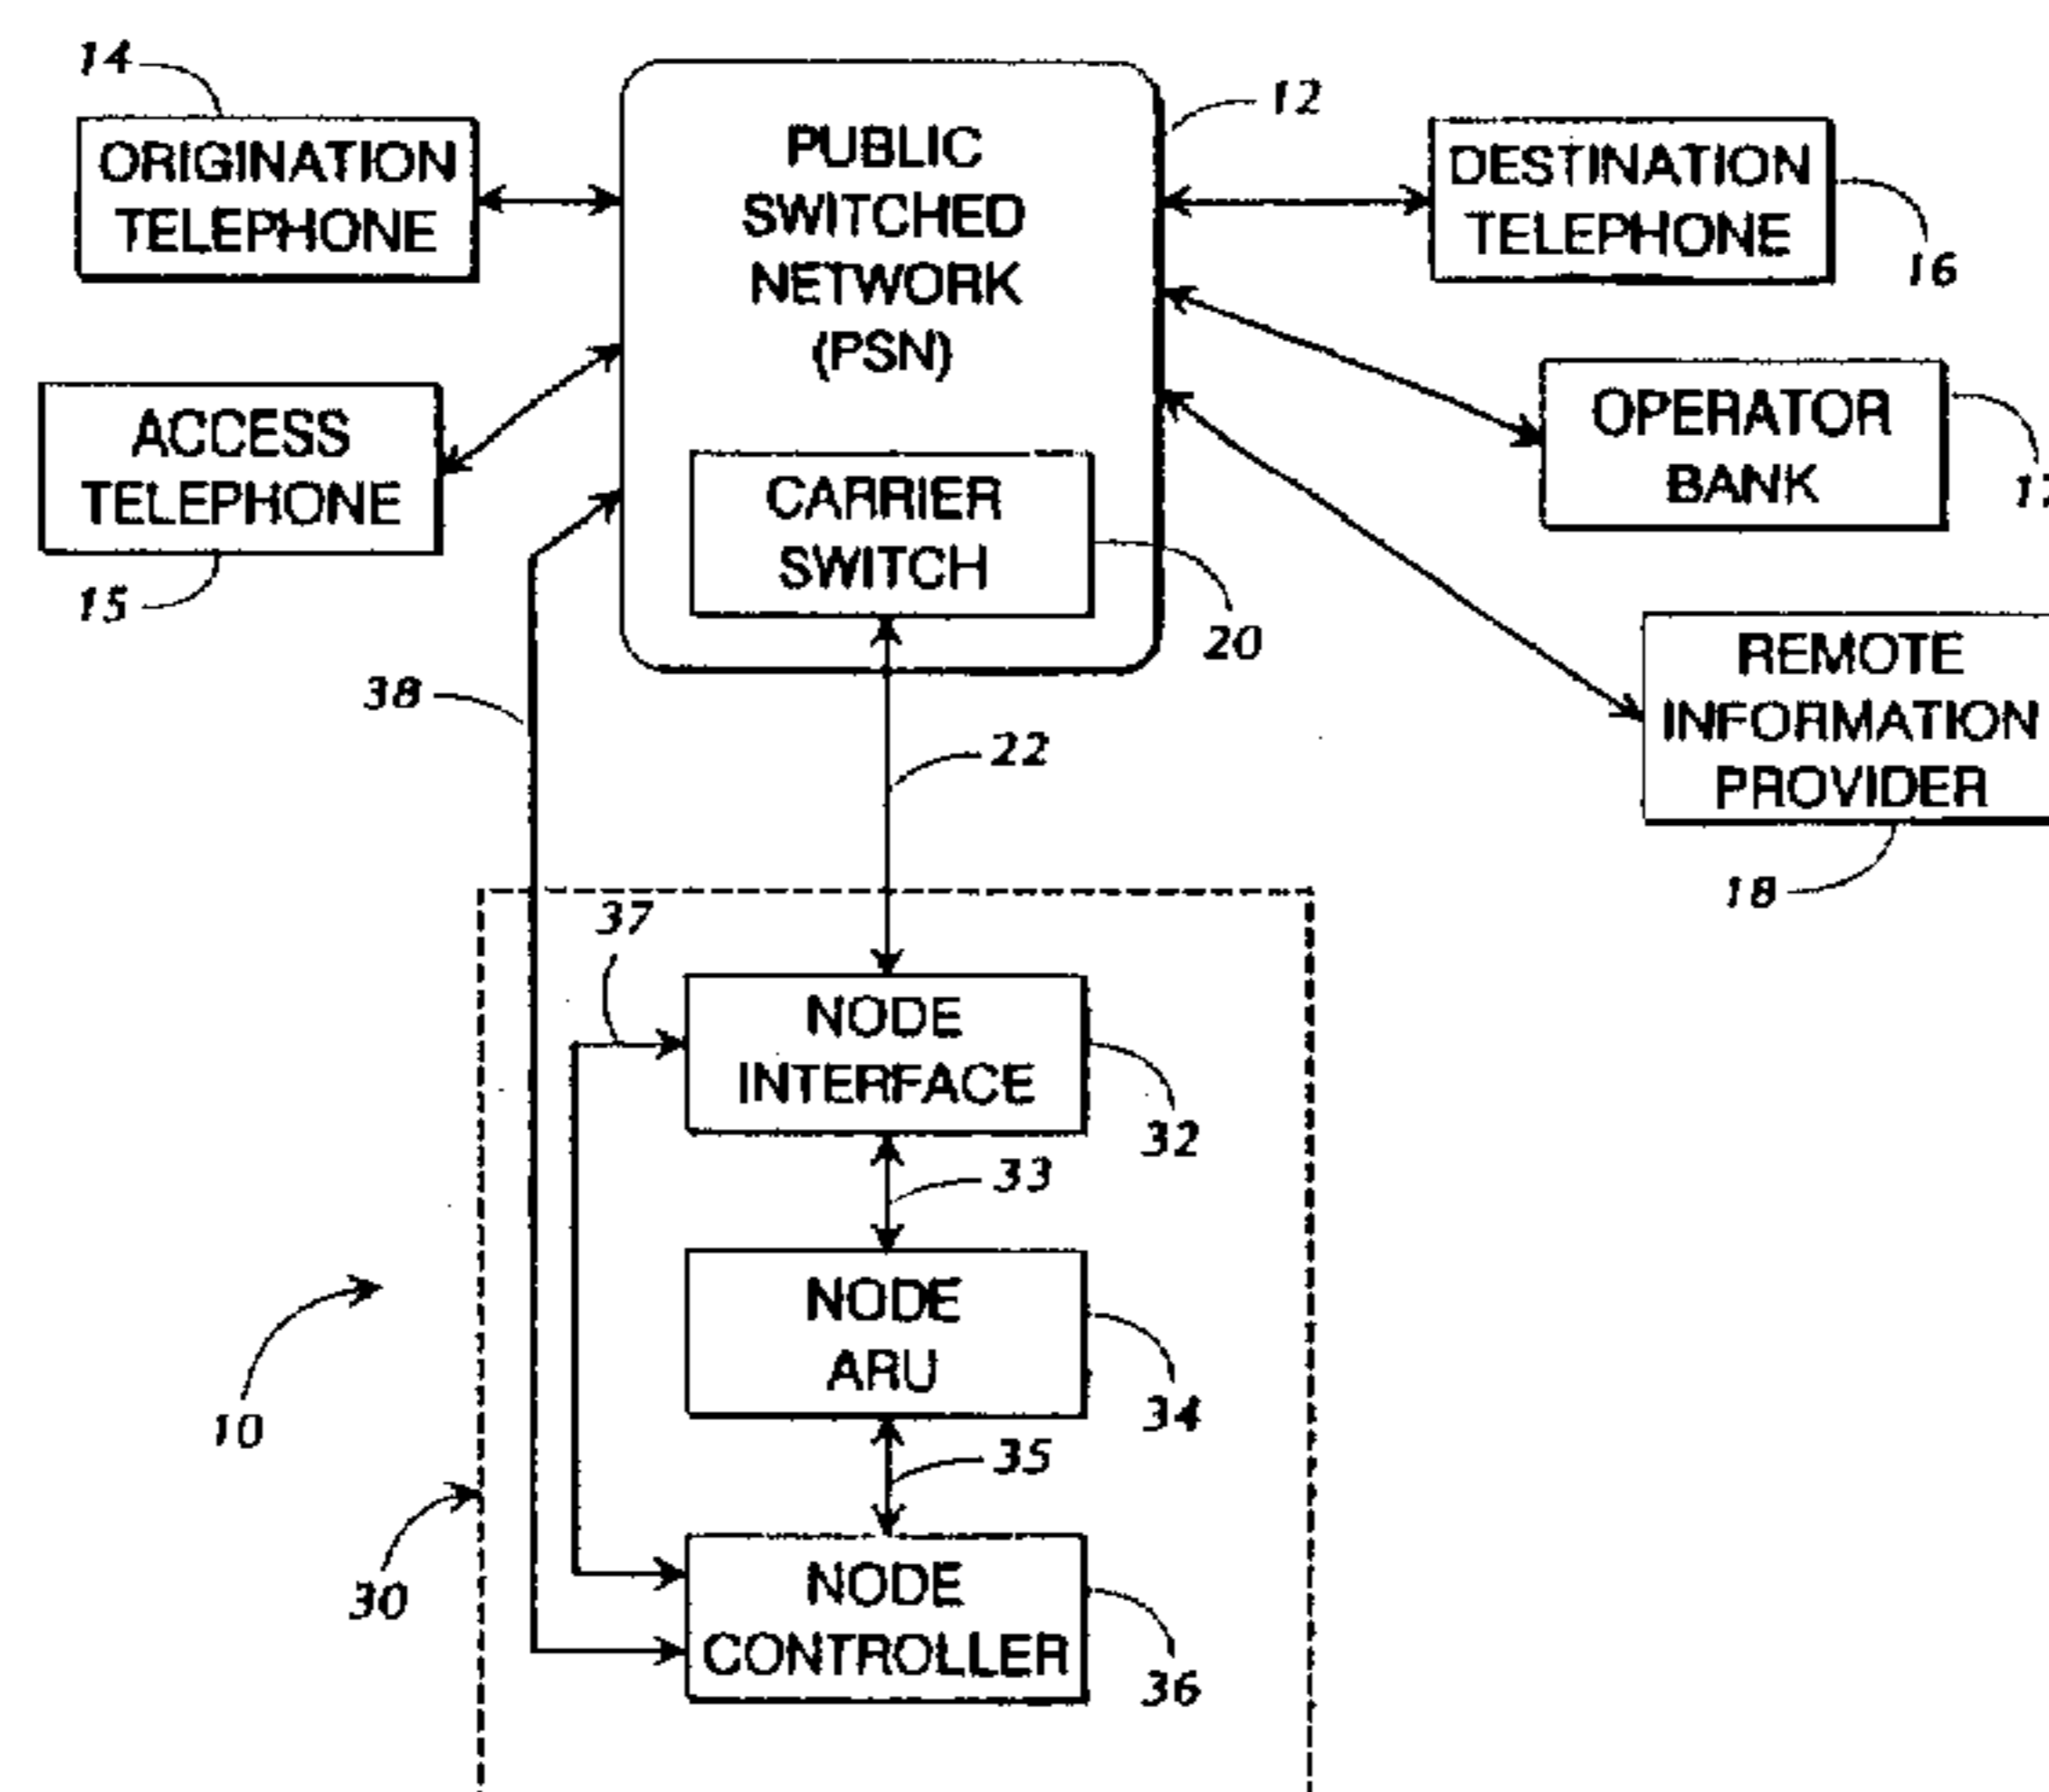 14
ORIGINATION
TELEPHONE
PUBLIC
SWITCHED
NETWORK
(PSN)
12
DESTINATION
TELEPHONE
16
ACCESS
TELEPHONE
15
CARRIER
SWITCH
20
OPERATOR
BANK
REMOTE
INFORMATION
PROVIDER
18
38
22
37
NODE
INTERFACE
32
33
NODE
ARU
34
10
35
30
NODE
CONTROLLER
36